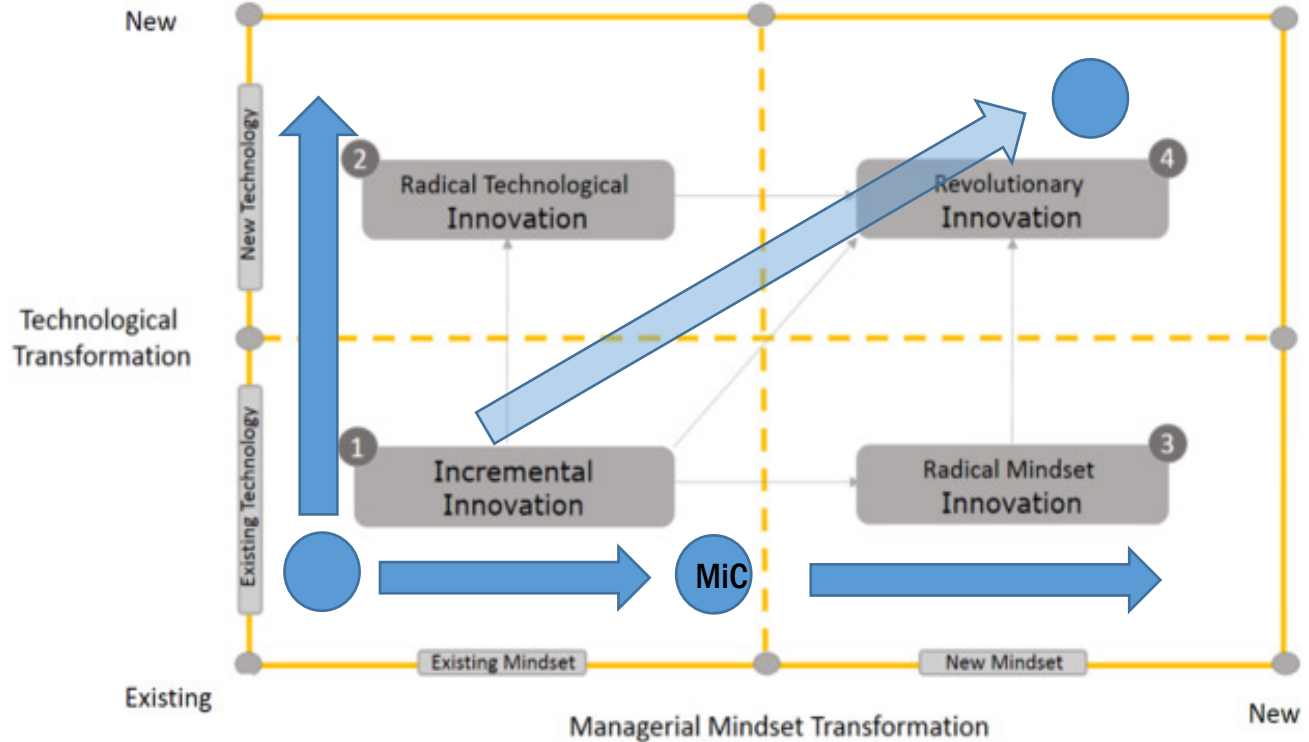 New
New Technology
2
Radical Technological
Innovation
4
Revolutionary
Innovation
Technological
Transformation
Existing Technology
1
Incremental
Innovation
3
Radical Mindset
Innovation
MiC
Existing Mindset
New Mindset
Existing
Managerial Mindset Transformation
New